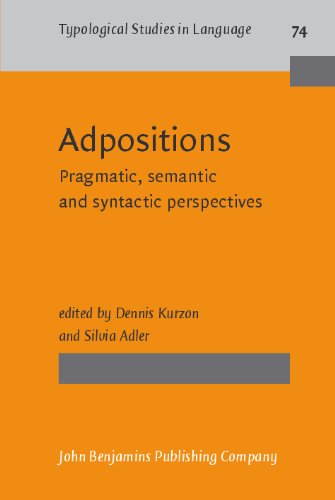 Typological Studies in Language 74
Adpositions
Pragmatic, semantic
and syntactic perspectives
edited by Dennis Kurzon
and Silvia Adler
John Benjamins Publishing Company